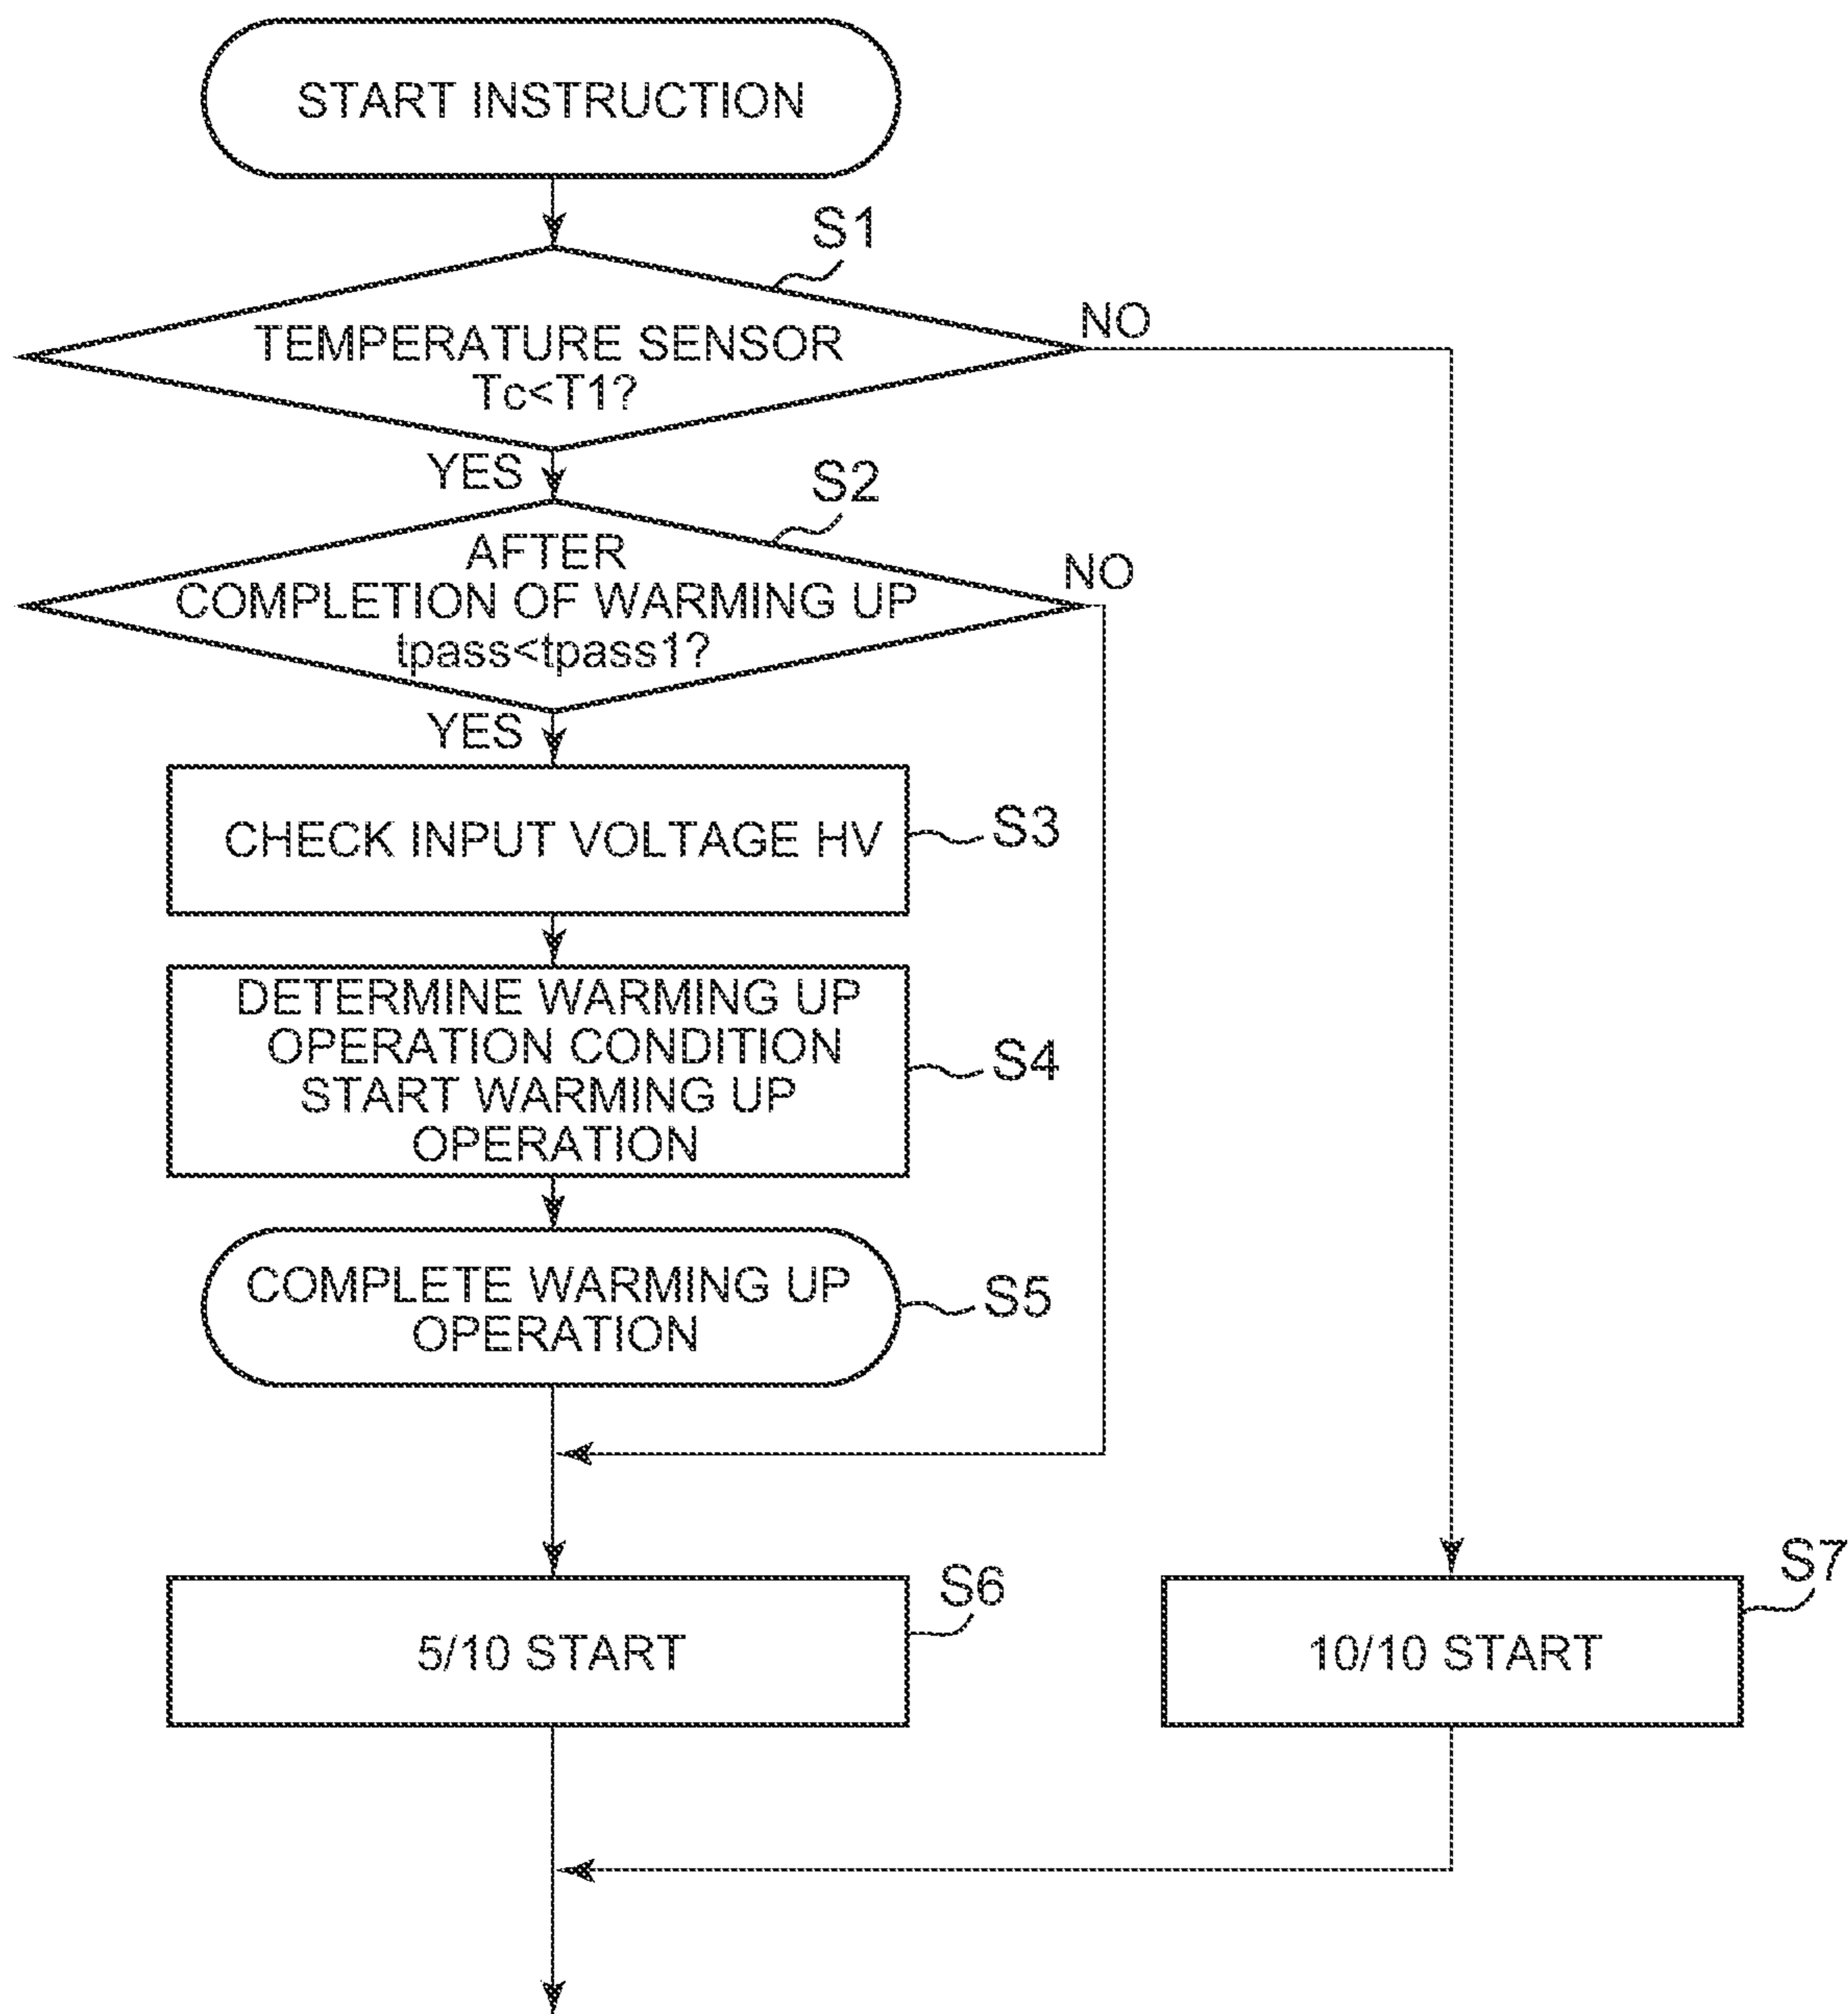 START INSTRUCTION
S1
TEMPERATURE SENSOR
Tc<T1?
NO
YES
S2
AFTER
COMPLETION OF WARMING UP
tpass<tpass1?
NO
YES
CHECK INPUT VOLTAGE HV
S3
DETERMINE WARMING UP
OPERATION CONDITION
START WARMING UP
OPERATION
S4
COMPLETE WARMING UP
OPERATION
S5
S6
5/10 START
S7
10/10 START